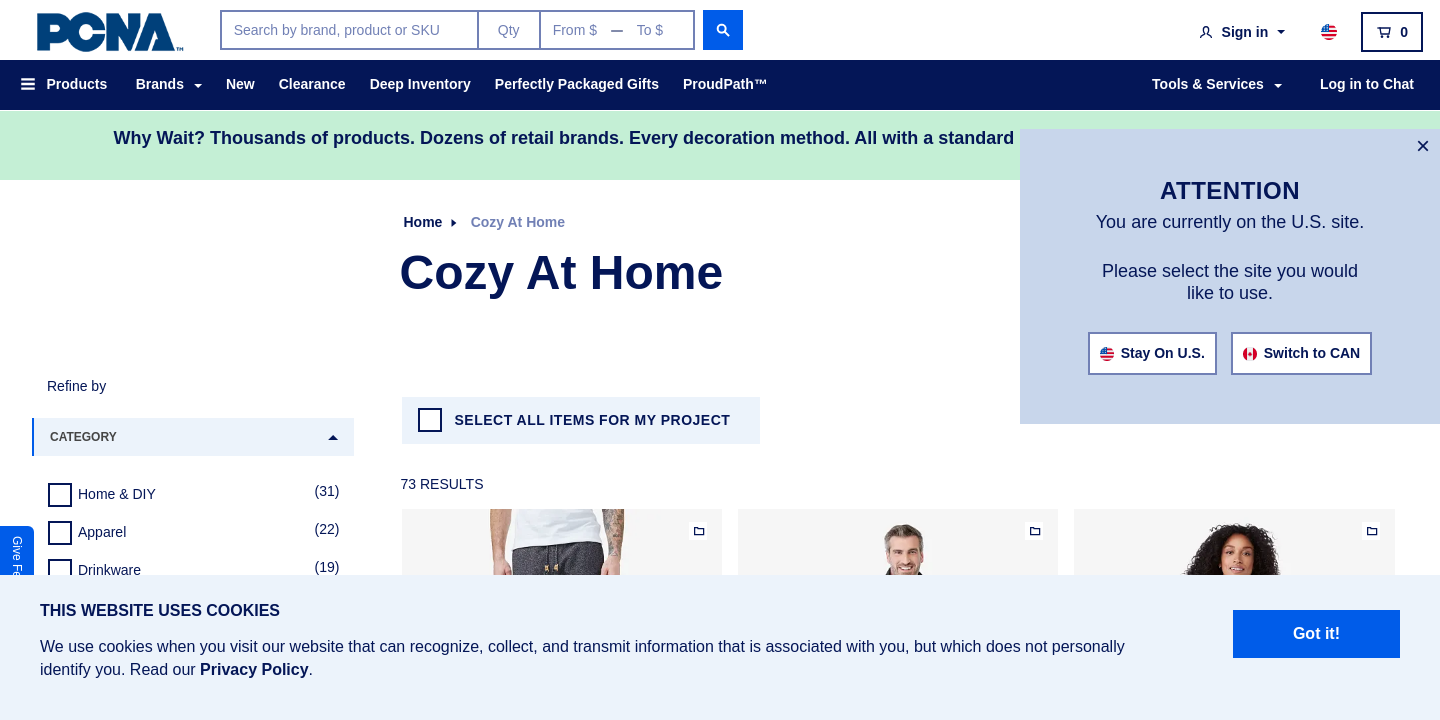 PCNA™
Search by brand, product or SKU
Qty
From $ — To $
Sign in
0
Products
Brands
New
Clearance
Deep Inventory
Perfectly Packaged Gifts
ProudPath™
Tools & Services
Log in to Chat
Why Wait? Thousands of products. Dozens of retail brands. Every decoration method. All with a standard
×
ATTENTION
You are currently on the U.S. site.
Please select the site you would
like to use.
Stay On U.S.
Switch to CAN
Home
Cozy At Home
Cozy At Home
Refine by
CATEGORY
Home & DIY (31)
Apparel (22)
Drinkware (19)
SELECT ALL ITEMS FOR MY PROJECT
73 RESULTS
Give Fe
THIS WEBSITE USES COOKIES
We use cookies when you visit our website that can recognize, collect, and transmit information that is associated with you, but which does not personally
identify you. Read our Privacy Policy.
Got it!